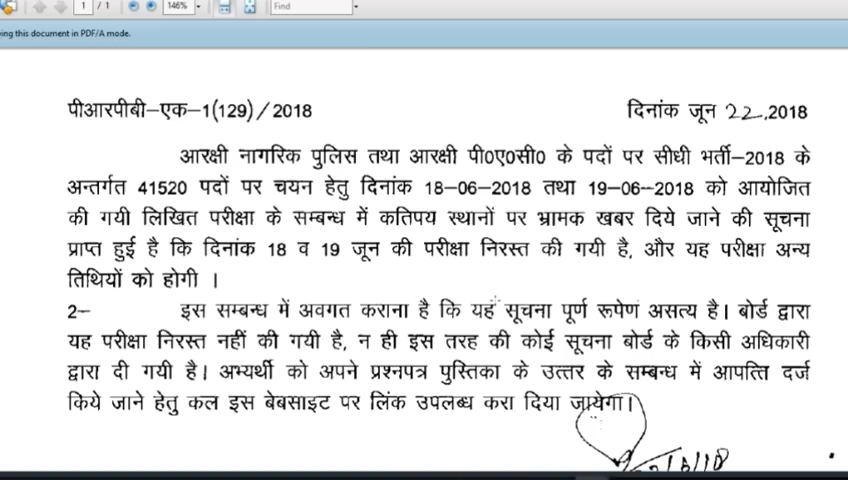 1 / 1 146% Find
ing this document in PDF/A mode.
पीआरपीबी–एक–1(129) / 2018 दिनांक जून 22,2018
आरक्षी नागरिक पुलिस तथा आरक्षी पी0ए0सी0 के पदों पर सीधी भर्ती–2018 के
अन्तर्गत 41520 पदों पर चयन हेतु दिनांक 18-06-2018 तथा 19-06-2018 को आयोजित
की गयी लिखित परीक्षा के सम्बन्ध में कतिपय स्थानों पर भ्रामक खबर दिये जाने की सूचना
प्राप्त हुई है कि दिनांक 18 व 19 जून की परीक्षा निरस्त की गयी है, और यह परीक्षा अन्य
तिथियों को होगी ।
2- इस सम्बन्ध में अवगत कराना है कि यह सूचना पूर्ण रूपेण असत्य है। बोर्ड द्वारा
यह परीक्षा निरस्त नहीं की गयी है, न ही इस तरह की कोई सूचना बोर्ड के किसी अधिकारी
द्वारा दी गयी है। अभ्यर्थी को अपने प्रश्नपत्र पुस्तिका के उत्तर के सम्बन्ध में आपत्ति दर्ज
किये जाने हेतु कल इस बेबसाइट पर लिंक उपलब्ध करा दिया जायेगा।